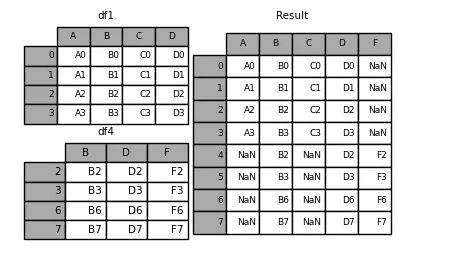 df1
A B C D
0 A0 B0 C0 D0
1 A1 B1 C1 D1
2 A2 B2 C2 D2
3 A3 B3 C3 D3
df4
B D F
2 B2 D2 F2
3 B3 D3 F3
6 B6 D6 F6
7 B7 D7 F7
Result
A B C D F
0 A0 B0 C0 D0 NaN
1 A1 B1 C1 D1 NaN
2 A2 B2 C2 D2 NaN
3 A3 B3 C3 D3 NaN
4 NaN B2 NaN D2 F2
5 NaN B3 NaN D3 F3
6 NaN B6 NaN D6 F6
7 NaN B7 NaN D7 F7